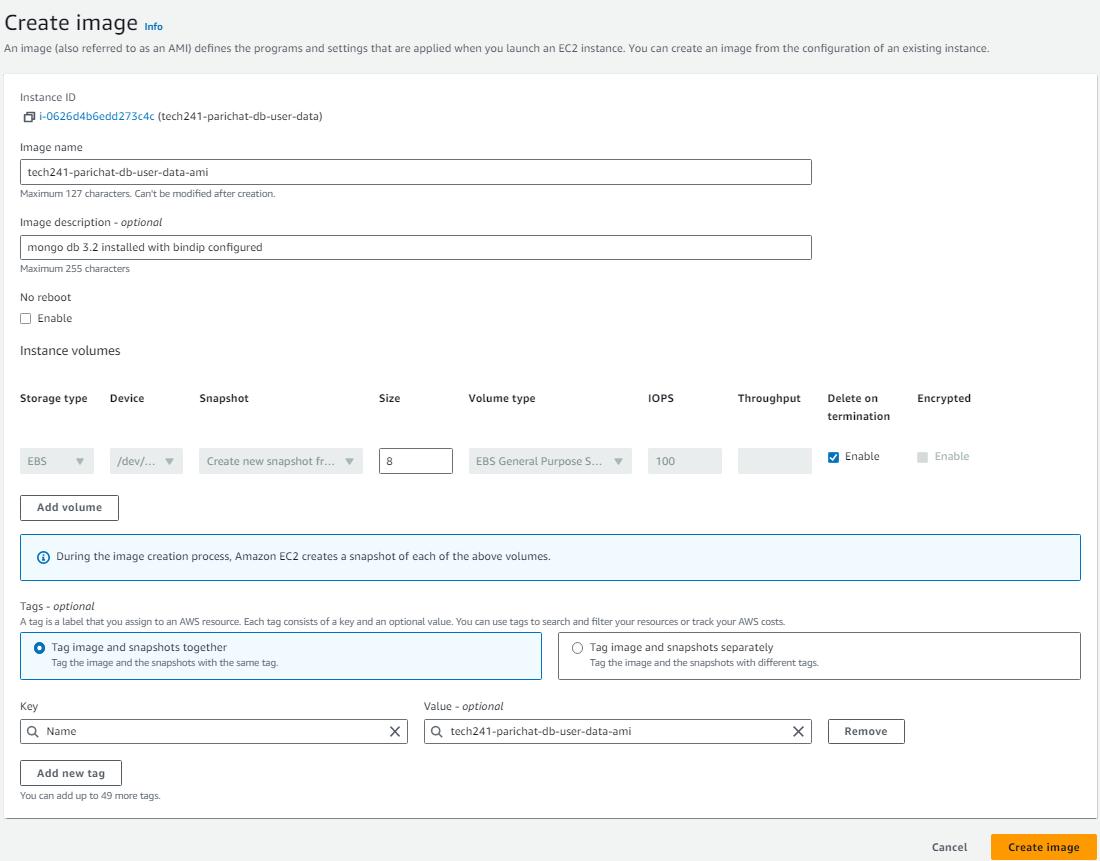 Create image Info
An image (also referred to as an AMI) defines the programs and settings that are applied when you launch an EC2 instance. You can create an image from the configuration of an existing instance.
Instance ID
i-0626d4b6edd273c4c (tech241-parichat-db-user-data)
Image name
tech241-parichat-db-user-data-ami
Maximum 127 characters. Can't be modified after creation.
Image description - optional
mongo db 3.2 installed with bindip configured
Maximum 255 characters
No reboot
Enable
Instance volumes
Storage type Device Snapshot Size Volume type IOPS Throughput Delete on termination Encrypted
EBS /dev/... Create new snapshot fr... 8 EBS General Purpose S... 100 Enable Enable
Add volume
During the image creation process, Amazon EC2 creates a snapshot of each of the above volumes.
Tags - optional
A tag is a label that you assign to an AWS resource. Each tag consists of a key and an optional value. You can use tags to search and filter your resources or track your AWS costs.
Tag image and snapshots together
Tag the image and the snapshots with the same tag.
Tag image and snapshots separately
Tag the image and the snapshots with different tags.
Key Value - optional
Name tech241-parichat-db-user-data-ami Remove
Add new tag
You can add up to 49 more tags.
Cancel Create image